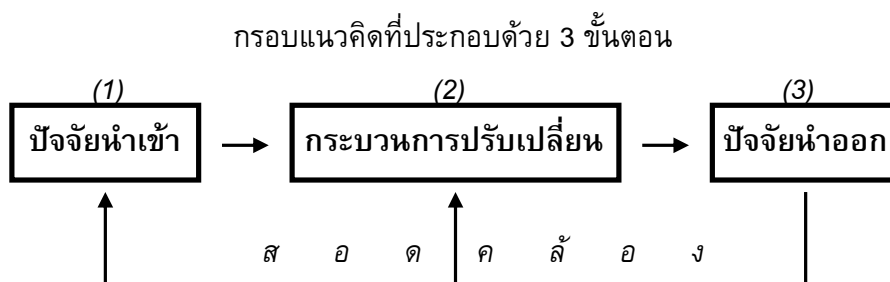 กรอบแนวคิดที่ประกอบด้วย 3 ขั้นตอน
(1) (2) (3)
ปัจจัยนำเข้า กระบวนการปรับเปลี่ยน ปัจจัยนำออก
ส อ ด ค ล้ อ ง